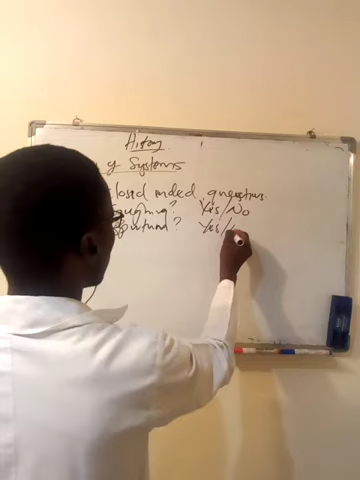 History
y Systems
losed ended questions
Coughing? Yes/No
Sputum? Yes/